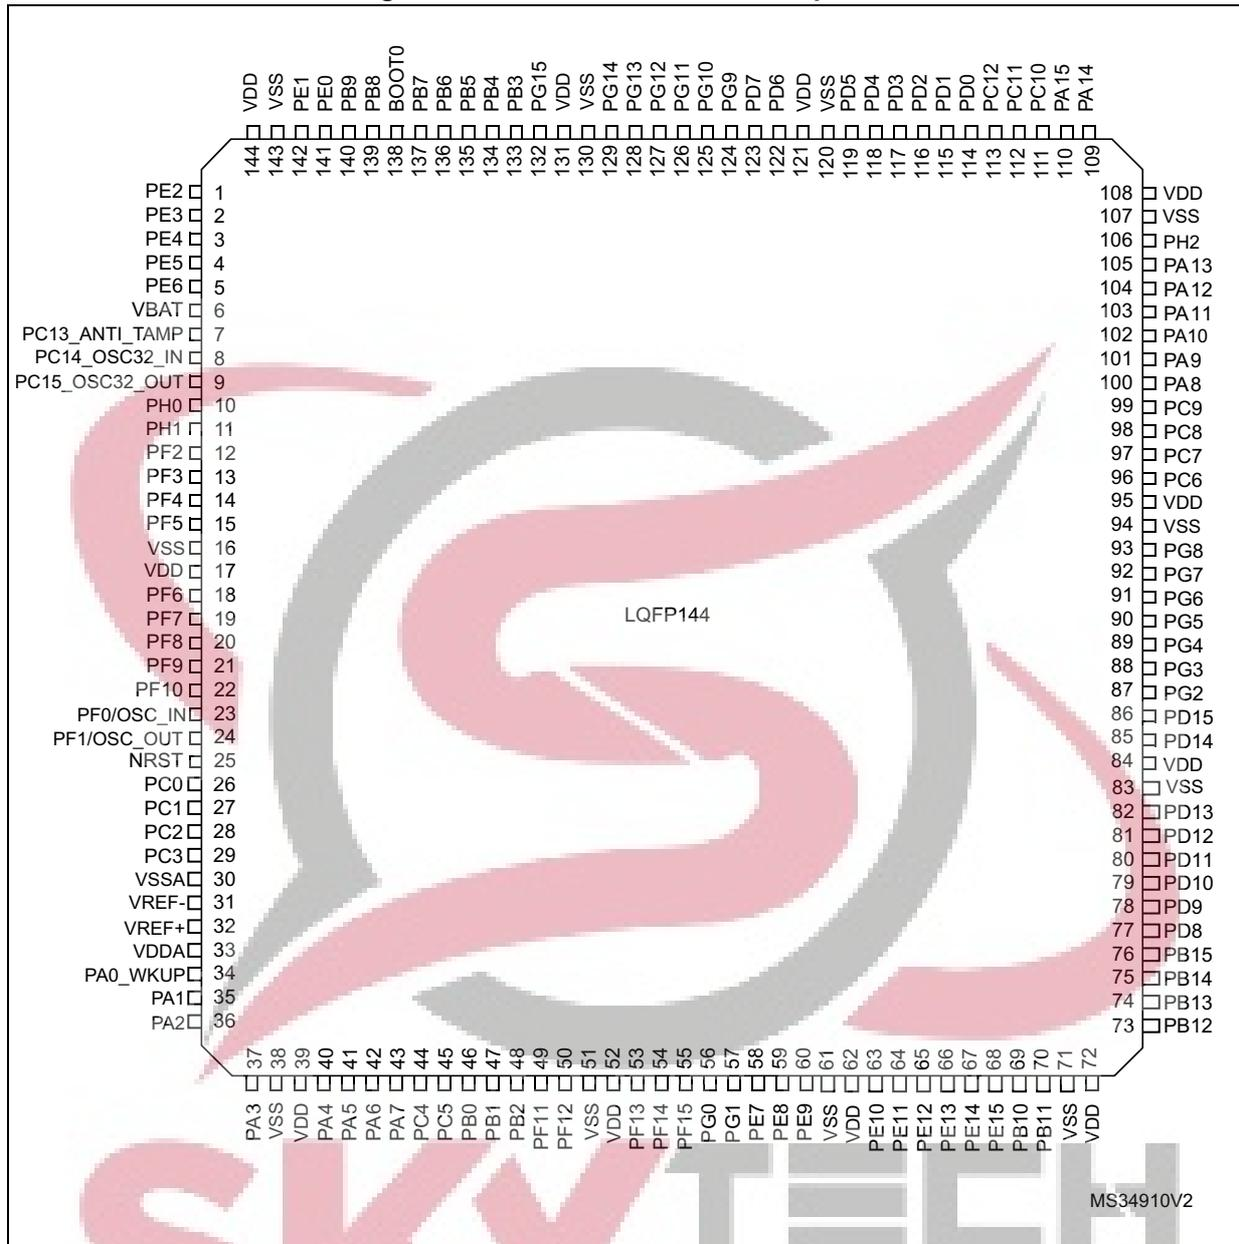 VDD VSS PE1 PE0 PB9 PB8 BOOT0 PB7 PB6 PB5 PB4 PB3 PG15 VDD VSS PG14 PG13 PG12 PG11 PG10 PG9 PD7 PD6 VDD VSS PD5 PD4 PD3 PD2 PD1 PD0 PC12 PC11 PC10 PA15 PA14
144 143 142 141 140 139 138 137 136 135 134 133 132 131 130 129 128 127 126 125 124 123 122 121 120 119 118 117 116 115 114 113 112 111 110 109
PE2 1
PE3 2
PE4 3
PE5 4
PE6 5
VBAT 6
PC13_ANTI_TAMP 7
PC14_OSC32_IN 8
PC15_OSC32_OUT 9
PH0 10
PH1 11
PF2 12
PF3 13
PF4 14
PF5 15
VSS 16
VDD 17
PF6 18
PF7 19
PF8 20
PF9 21
PF10 22
PF0/OSC_IN 23
PF1/OSC_OUT 24
NRST 25
PC0 26
PC1 27
PC2 28
PC3 29
VSSA 30
VREF- 31
VREF+ 32
VDDA 33
PA0_WKUP 34
PA1 35
PA2 36
LQFP144
108 VDD
107 VSS
106 PH2
105 PA13
104 PA12
103 PA11
102 PA10
101 PA9
100 PA8
99 PC9
98 PC8
97 PC7
96 PC6
95 VDD
94 VSS
93 PG8
92 PG7
91 PG6
90 PG5
89 PG4
88 PG3
87 PG2
86 PD15
85 PD14
84 VDD
83 VSS
82 PD13
81 PD12
80 PD11
79 PD10
78 PD9
77 PD8
76 PB15
75 PB14
74 PB13
73 PB12
37 38 39 40 41 42 43 44 45 46 47 48 49 50 51 52 53 54 55 56 57 58 59 60 61 62 63 64 65 66 67 68 69 70 71 72
PA3 VSS VDD PA4 PA5 PA6 PA7 PC4 PC5 PB0 PB1 PB2 PF11 PF12 VSS VDD PF13 PF14 PF15 PG0 PG1 PE7 PE8 PE9 VSS VDD PE10 PE11 PE12 PE13 PE14 PE15 PB10 PB11 VSS VDD
SKYTECH
MS34910V2